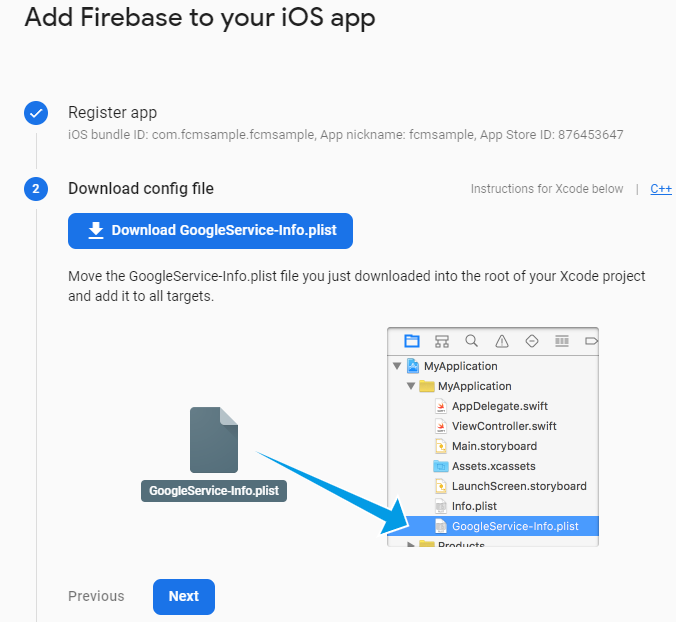 Add Firebase to your iOS app
Register app
iOS bundle ID: com.fcmsample.fcmsample, App nickname: fcmsample, App Store ID: 876453647
2 Download config file
Instructions for Xcode below | C++
Download GoogleService-Info.plist
Move the GoogleService-Info.plist file you just downloaded into the root of your Xcode project
and add it to all targets.
GoogleService-Info.plist
MyApplication
MyApplication
AppDelegate.swift
ViewController.swift
Main.storyboard
Assets.xcassets
LaunchScreen.storyboard
Info.plist
GoogleService-Info.plist
Products
Previous
Next